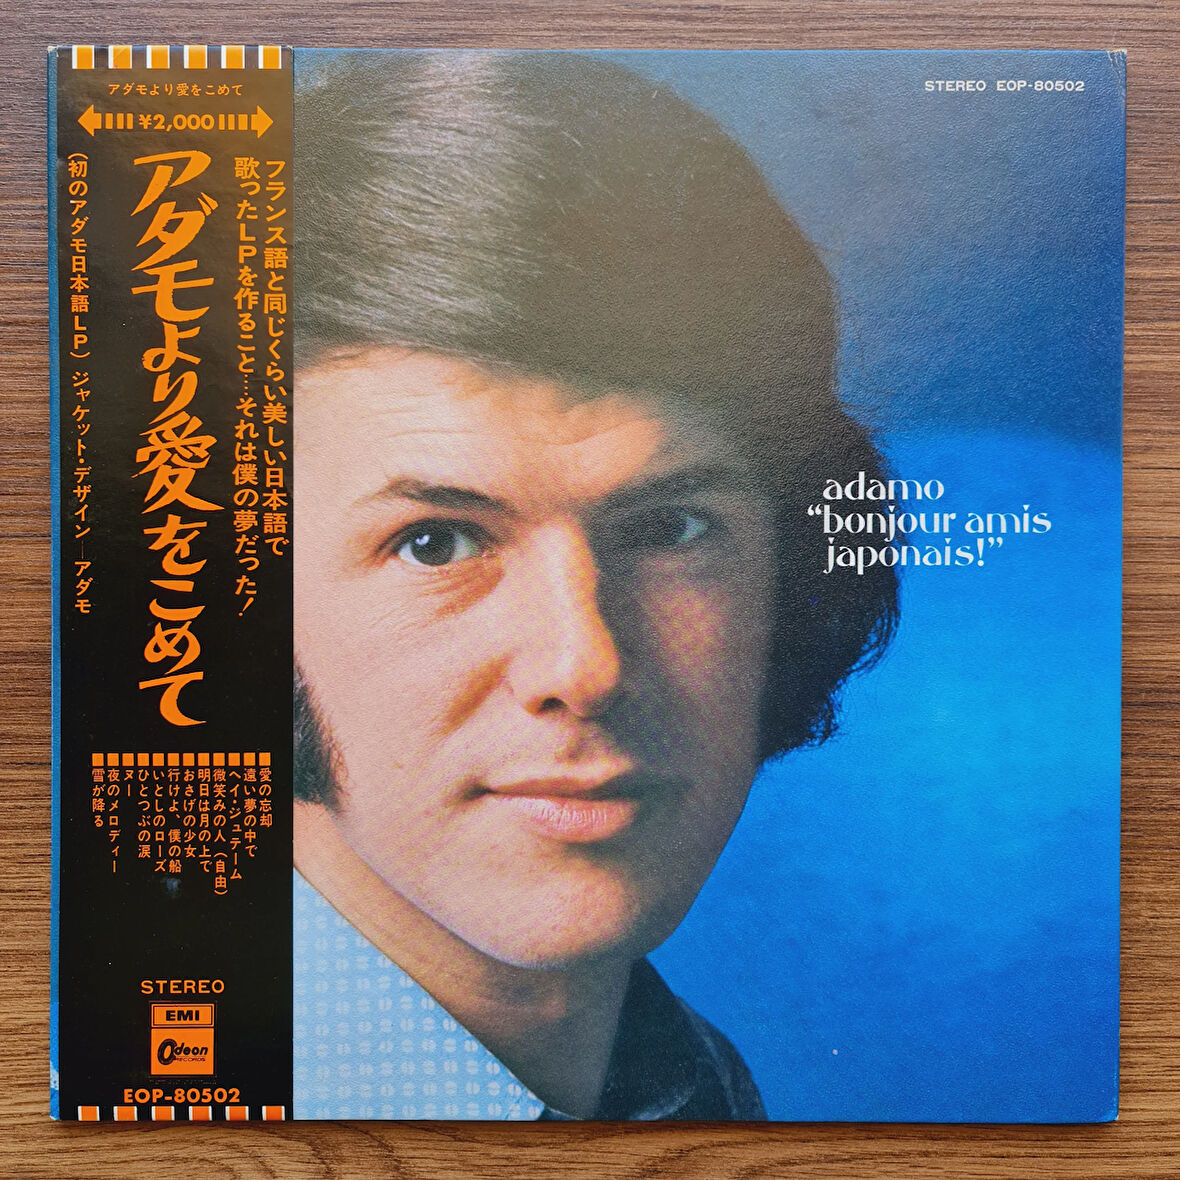 アダモより愛をこめて
¥2,000
フランス語と同じくらい美しい日本語で
歌ったLPを作ること……それは僕の夢だった!
アダモより愛をこめて
(初のアダモ日本語LP) ジャケット・デザイン—アダモ
愛の忘却
遠い夢の中で
ヘイ・ジュテーム
微笑みの人(自由)
明日は月の上で
おさげの少女
行けよ、僕の船
いとしのローズ
ひとつぶの涙
ヌー
夜のメロディー
雪が降る
STEREO
EMI
Odeon
RECORDS
EOP-80502
STEREO EOP-80502
adamo
“bonjour amis
japonais!”